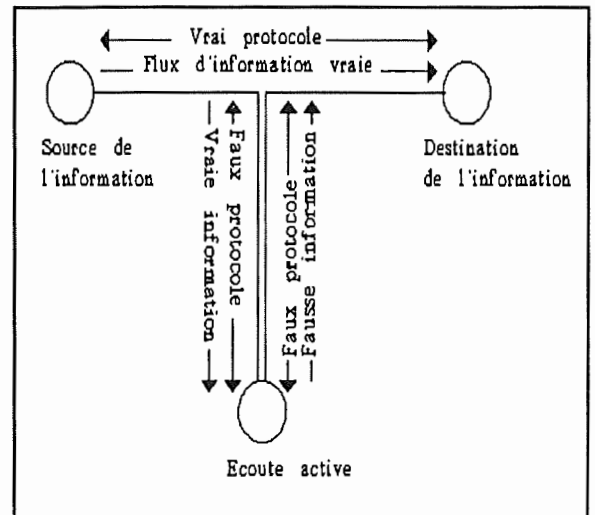 Vrai protocole
Flux d'information vraie
Source de
l'information
Destination
de l'information
Vraie information
Faux protocole
Faux protocole
Fausse information
Ecoute active